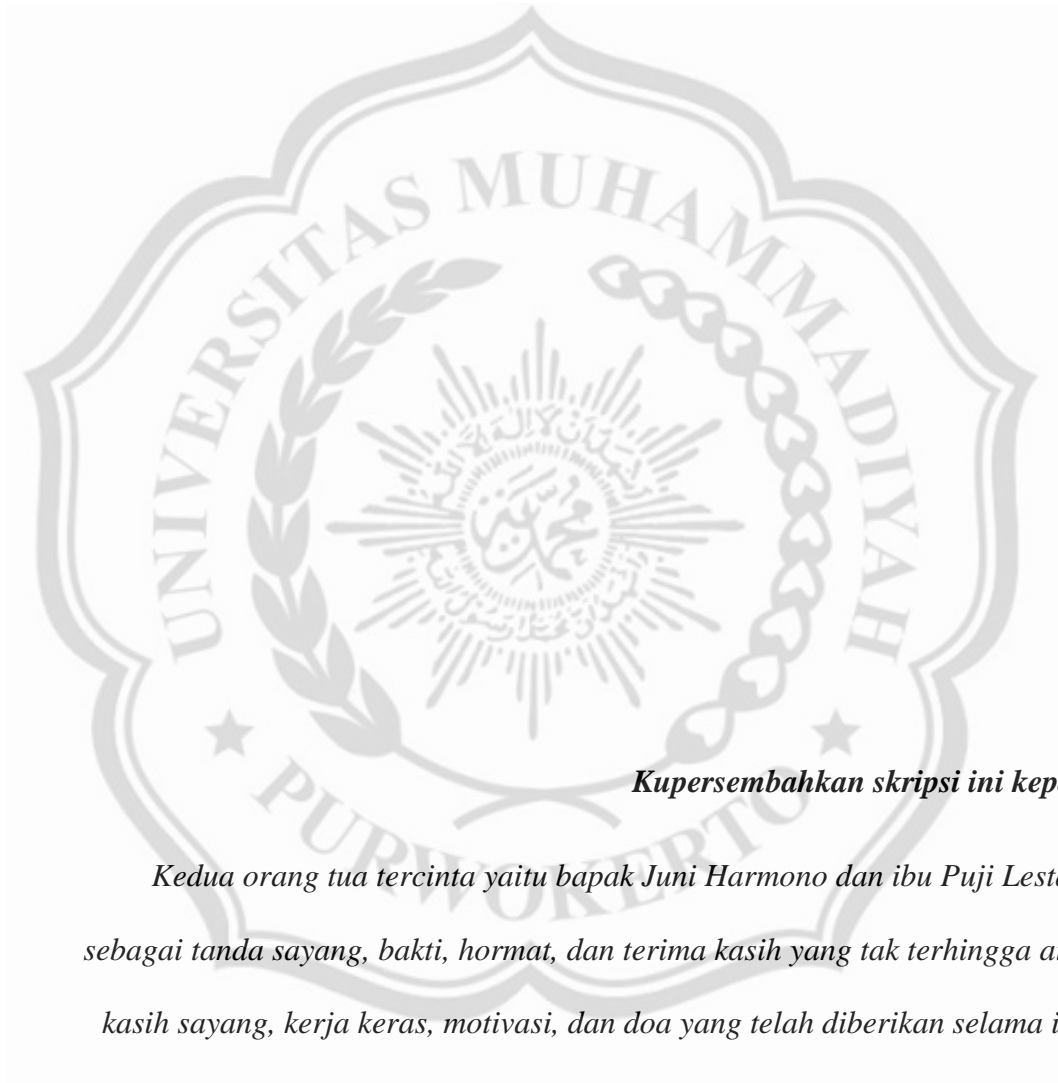 UNIVERSITAS MUHAMMADIYAH
PURWOKERTO
Kupersembahkan skripsi ini
Kedua orang tua tercinta yaitu bapak Juni Harmono dan ibu Puji
sebagai tanda sayang, bakti, hormat, dan terima kasih yang tak terhingga
kasih sayang, kerja keras, motivasi, dan doa yang telah diberikan selama